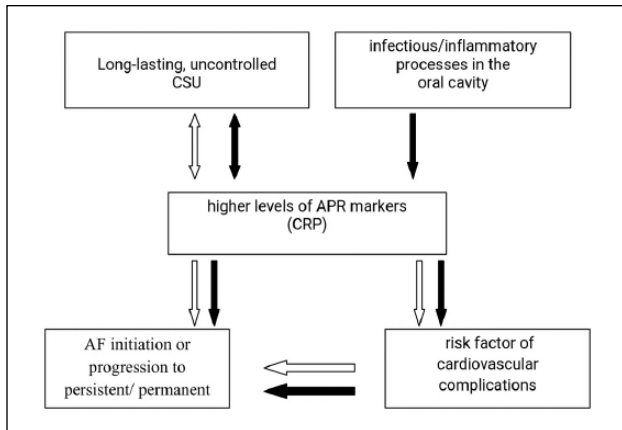 Long-lasting, uncontrolled
CSU
infectious/inflammatory
processes in the
oral cavity
higher levels of APR markers
(CRP)
AF initiation or
progression to
persistent/ permanent
risk factor of
cardiovascular
complications